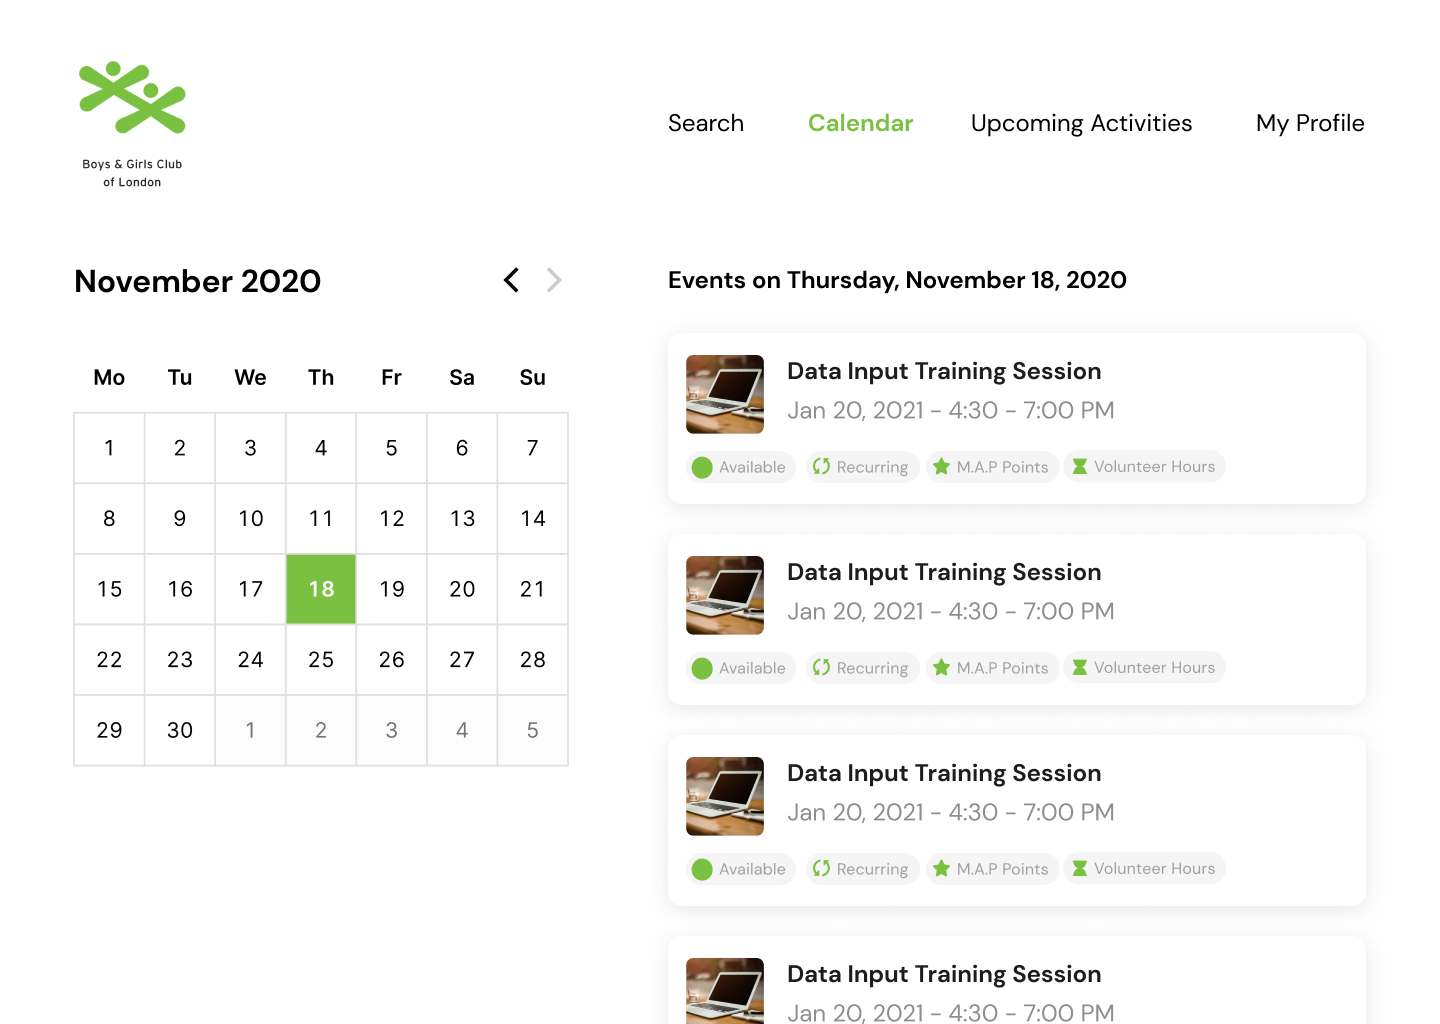 Boys & Girls Club
of London
Search Calendar Upcoming Activities My Profile
November 2020
Mo Tu We Th Fr Sa Su
1 2 3 4 5 6 7
8 9 10 11 12 13 14
15 16 17 18 19 20 21
22 23 24 25 26 27 28
29 30 1 2 3 4 5
Events on Thursday, November 18, 2020
Data Input Training Session
Jan 20, 2021 - 4:30 - 7:00 PM
Available Recurring M.A.P Points Volunteer Hours
Data Input Training Session
Jan 20, 2021 - 4:30 - 7:00 PM
Available Recurring M.A.P Points Volunteer Hours
Data Input Training Session
Jan 20, 2021 - 4:30 - 7:00 PM
Available Recurring M.A.P Points Volunteer Hours
Data Input Training Session
Jan 20, 2021 - 4:30 - 7:00 PM